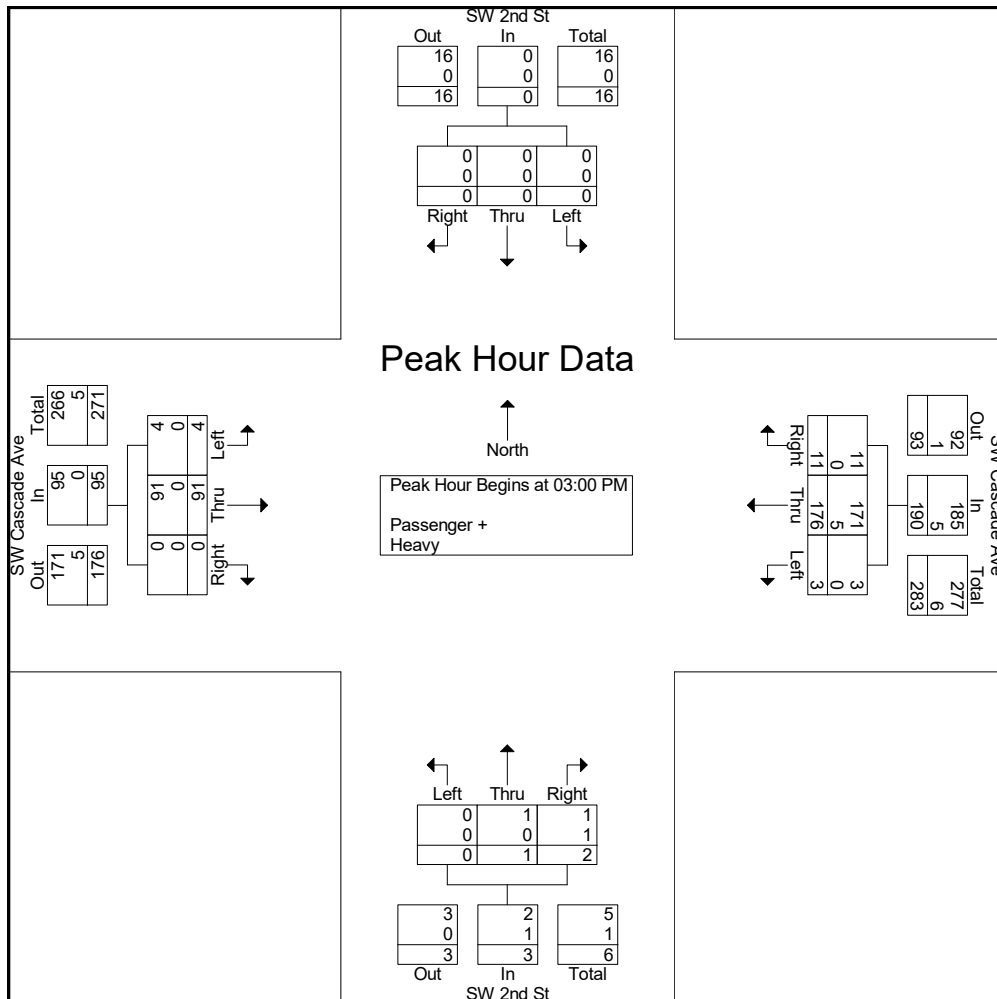 SW 2nd St
Out In Total
16 0 16
0 0 0
16 0 16
0 0 0
0 0 0
0 0 0
Right Thru Left
Peak Hour Data
North
Peak Hour Begins at 03:00 PM
Passenger +
Heavy
SW Cascade Ave
Out In Total
171 95 266
5 0 5
176 95 271
Right Thru Left
0 91 4
0 0 0
0 91 4
SW Cascade Ave
Out In Total
92 185 277
1 5 6
93 190 283
Right Thru Left
11 171 3
0 5 0
11 176 3
Left Thru Right
0 1 1
0 0 1
0 1 2
3 2 5
0 1 1
3 3 6
Out In Total
SW 2nd St